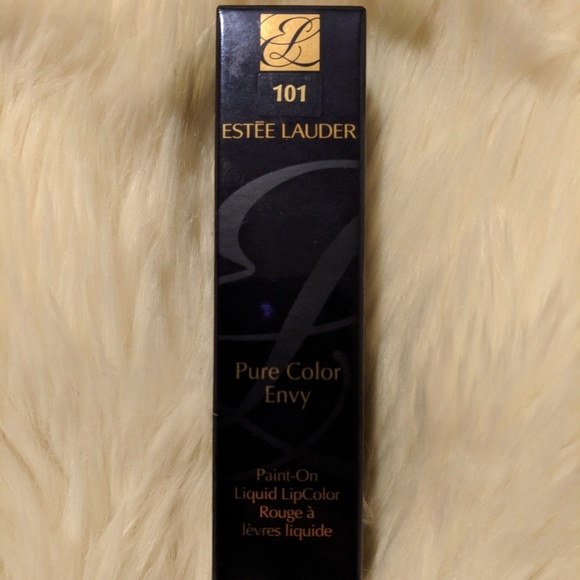 101
ESTĒE LAUDER
Pure Color
Envy
Paint-On
Liquid LipColor
Rouge à
lèvres liquide